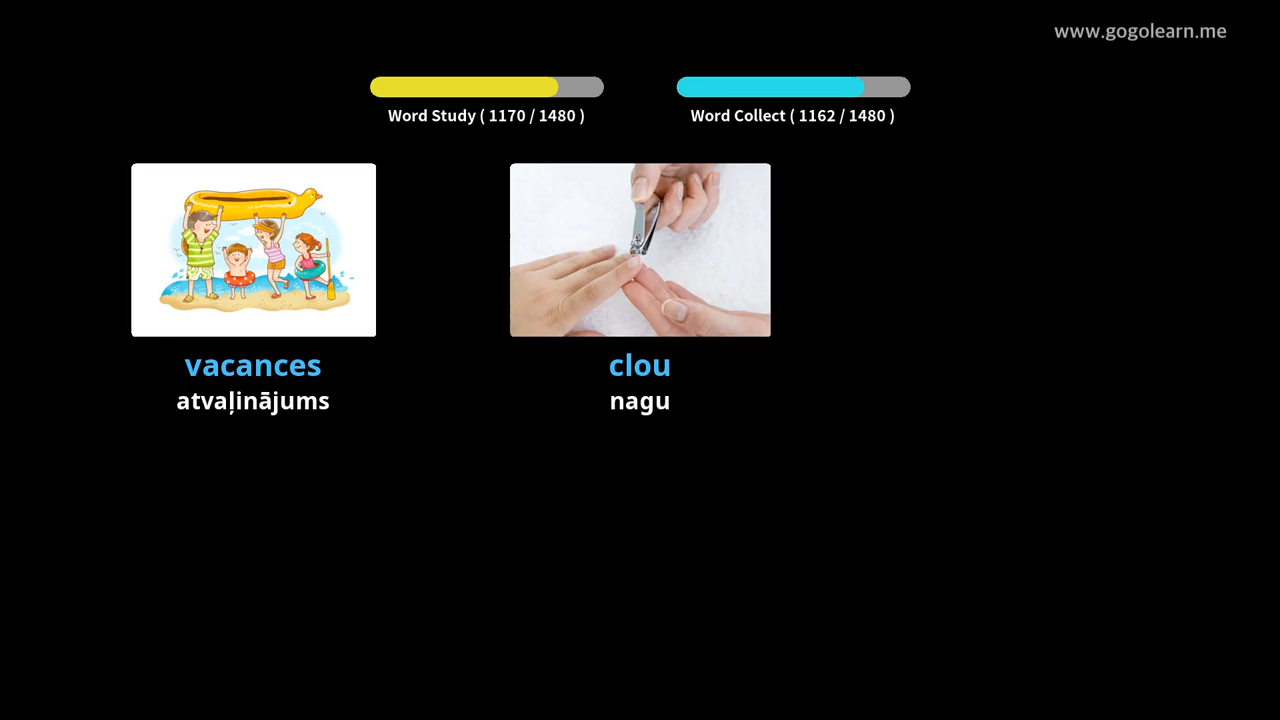 www.gogolearn.me
Word Study ( 1170 / 1480 )
Word Collect ( 1162 / 1480 )
vacances
atvaļinājums
clou
nagu